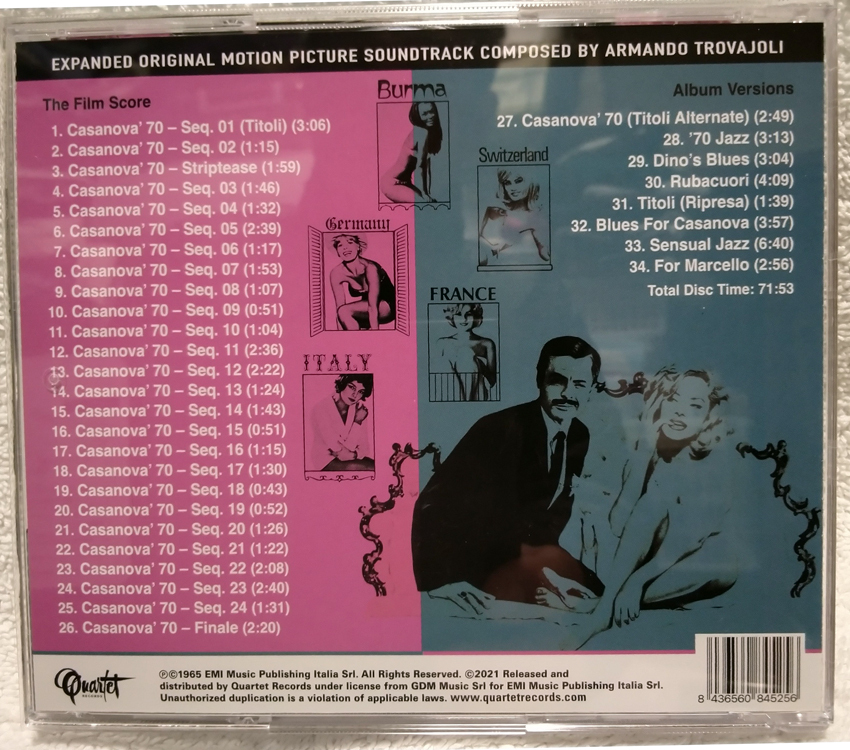 EXPANDED ORIGINAL MOTION PICTURE SOUNDTRACK COMPOSED BY ARMANDO TROVAJOLI
The Film Score
1. Casanova' 70 – Seq. 01 (Titoli) (3:06)
2. Casanova' 70 – Seq. 02 (1:15)
3. Casanova' 70 – Striptease (1:59)
4. Casanova' 70 – Seq. 03 (1:46)
5. Casanova' 70 – Seq. 04 (1:32)
6. Casanova' 70 – Seq. 05 (2:39)
7. Casanova' 70 – Seq. 06 (1:17)
8. Casanova' 70 – Seq. 07 (1:53)
9. Casanova' 70 – Seq. 08 (1:07)
10. Casanova' 70 – Seq. 09 (0:51)
11. Casanova' 70 – Seq. 10 (1:04)
12. Casanova' 70 – Seq. 11 (2:36)
13. Casanova' 70 – Seq. 12 (2:22)
14. Casanova' 70 – Seq. 13 (1:24)
15. Casanova' 70 – Seq. 14 (1:43)
16. Casanova' 70 – Seq. 15 (0:51)
17. Casanova' 70 – Seq. 16 (1:15)
18. Casanova' 70 – Seq. 17 (1:30)
19. Casanova' 70 – Seq. 18 (0:43)
20. Casanova' 70 – Seq. 19 (0:52)
21. Casanova' 70 – Seq. 20 (1:26)
22. Casanova' 70 – Seq. 21 (1:22)
23. Casanova' 70 – Seq. 22 (2:08)
24. Casanova' 70 – Seq. 23 (2:40)
25. Casanova' 70 – Seq. 24 (1:31)
26. Casanova' 70 – Finale (2:20)
Burma
Switzerland
Germany
FRANCE
ITALY
Album Versions
27. Casanova' 70 (Titoli Alternate) (2:49)
28. '70 Jazz (3:13)
29. Dino's Blues (3:04)
30. Rubacuori (4:09)
31. Titoli (Ripresa) (1:39)
32. Blues For Casanova (3:57)
33. Sensual Jazz (6:40)
34. For Marcello (2:56)
Total Disc Time: 71:53
Quartet
RECORDS
℗©1965 EMI Music Publishing Italia Srl. All Rights Reserved. ©2021 Released and
distributed by Quartet Records under license from GDM Music Srl for EMI Music Publishing Italia Srl.
Unauthorized duplication is a violation of applicable laws. www.quartetrecords.com
8 436560 845256